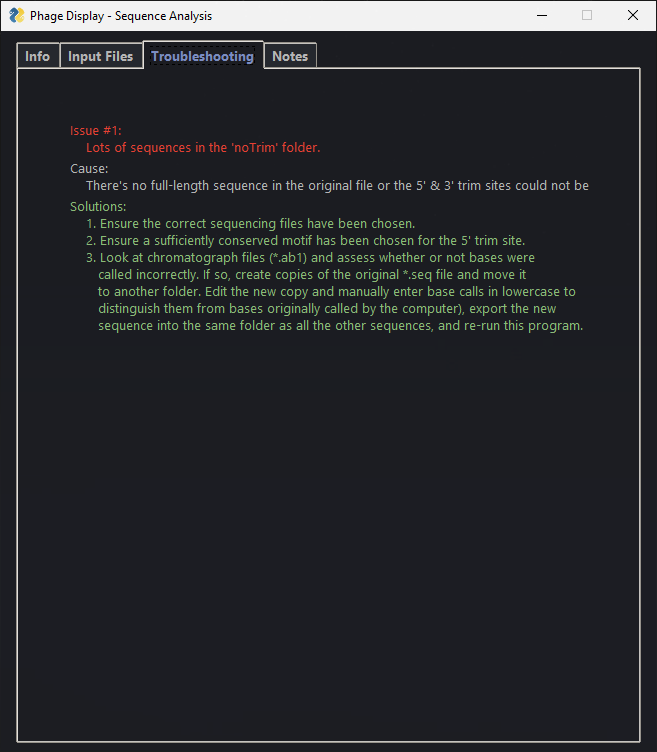 Phage Display - Sequence Analysis
Info Input Files Troubleshooting Notes
Issue #1:
Lots of sequences in the 'noTrim' folder.
Cause:
There's no full-length sequence in the original file or the 5' & 3' trim sites could not be
Solutions:
1. Ensure the correct sequencing files have been chosen.
2. Ensure a sufficiently conserved motif has been chosen for the 5' trim site.
3. Look at chromatograph files (*.ab1) and assess whether or not bases were
called incorrectly. If so, create copies of the original *.seq file and move it
to another folder. Edit the new copy and manually enter base calls in lowercase to
distinguish them from bases originally called by the computer), export the new
sequence into the same folder as all the other sequences, and re-run this program.